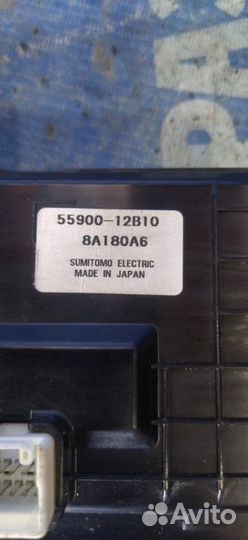 55900-12B10
8A180A6
SUMITOMO ELECTRIC
MADE IN JAPAN
Avito